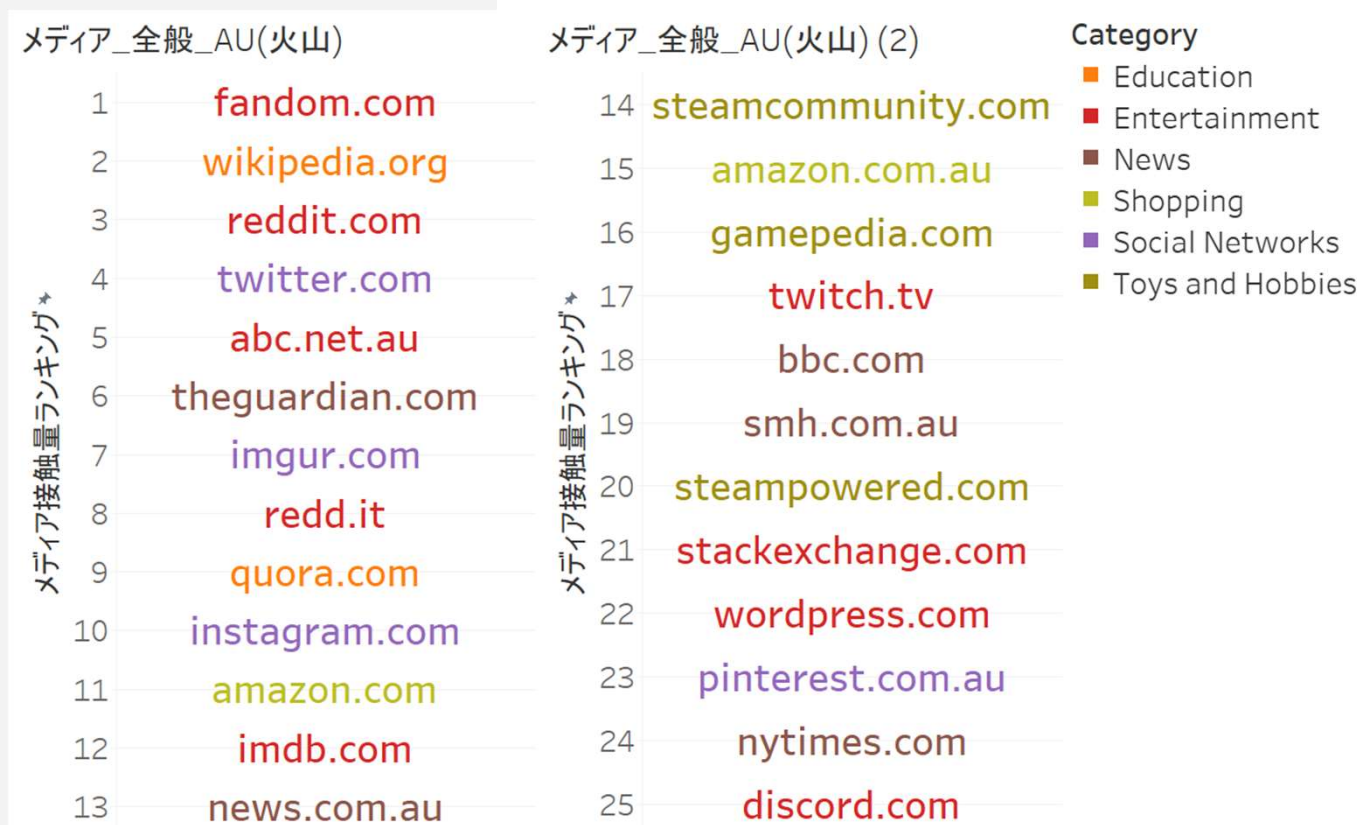 メディア_全般_AU(火山)
メディア接触量ランキング
1 fandom.com
2 wikipedia.org
3 reddit.com
4 twitter.com
5 abc.net.au
6 theguardian.com
7 imgur.com
8 redd.it
9 quora.com
10 instagram.com
11 amazon.com
12 imdb.com
13 news.com.au
メディア_全般_AU(火山) (2)
メディア接触量ランキング
14 steamcommunity.com
15 amazon.com.au
16 gamepedia.com
17 twitch.tv
18 bbc.com
19 smh.com.au
20 steampowered.com
21 stackexchange.com
22 wordpress.com
23 pinterest.com.au
24 nytimes.com
25 discord.com
Category
Education
Entertainment
News
Shopping
Social Networks
Toys and Hobbies